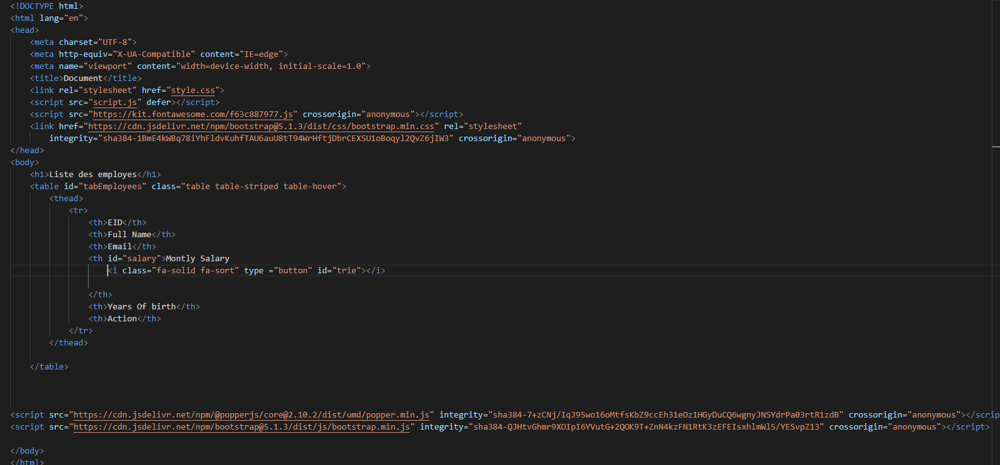 <!DOCTYPE html>
<html lang="en">
<head>
<meta charset="UTF-8">
<meta http-equiv="X-UA-Compatible" content="IE=edge">
<meta name="viewport" content="width=device-width, initial-scale=1.0">
<title>Document</title>
<link rel="stylesheet" href="style.css">
<script src="script.js" defer></script>
<script src="https://kit.fontawesome.com/f63c887977.js" crossorigin="anonymous"></script>
<link href="https://cdn.jsdelivr.net/npm/bootstrap@5.1.3/dist/css/bootstrap.min.css" rel="stylesheet"
integrity="sha384-1BmE4kWBq78iYhFldvKuhfTAU6auU8tT94WrHftjDbrCEXSU1oBoqyl2QvZ6jIW3" crossorigin="anonymous">
</head>
<body>
<h1>Liste des employes</h1>
<table id="tabEmployees" class="table table-striped table-hover">
<thead>
<tr>
<th>EID</th>
<th>Full Name</th>
<th>Email</th>
<th id="salary">Montly Salary
<i class="fa-solid fa-sort" type ="button" id="trie"></i>
</th>
<th>Years Of birth</th>
<th>Action</th>
</tr>
</thead>
</table>
<script src="https://cdn.jsdelivr.net/npm/@popperjs/core@2.10.2/dist/umd/popper.min.js" integrity="sha384-7+zCNj/IqJ95wo16oMtfsKbZ9ccEh31eOz1HGyDuCQ6wgnyJNSYdrPa03rtR1zdB" crossorigin="anonymous"></scrip
<script src="https://cdn.jsdelivr.net/npm/bootstrap@5.1.3/dist/js/bootstrap.min.js" integrity="sha384-QJHtvGhmr9XOIpI6YVutG+2QOK9T+ZnN4kzFN1RtK3zEFEIsxhlmWl5/YESvpZ13" crossorigin="anonymous"></script>
</body>
</html>